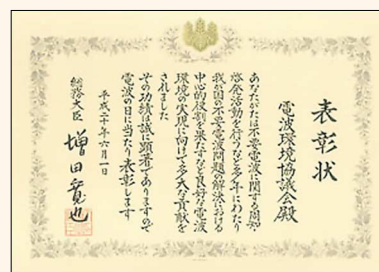 表彰状
電波環境協議会殿
あなたがたは不要電波に関する周知
啓発活動を行うなど多年にわたり
我が国の不要電波問題の解決における
中心的役割を果たすなど良好な電波
環境の実現に向けて多大な貢献を
されました
その功績は誠に顕著でありますので
電波の日に当たり表彰します
平成二十年六月一日
総務大臣 増田寛也